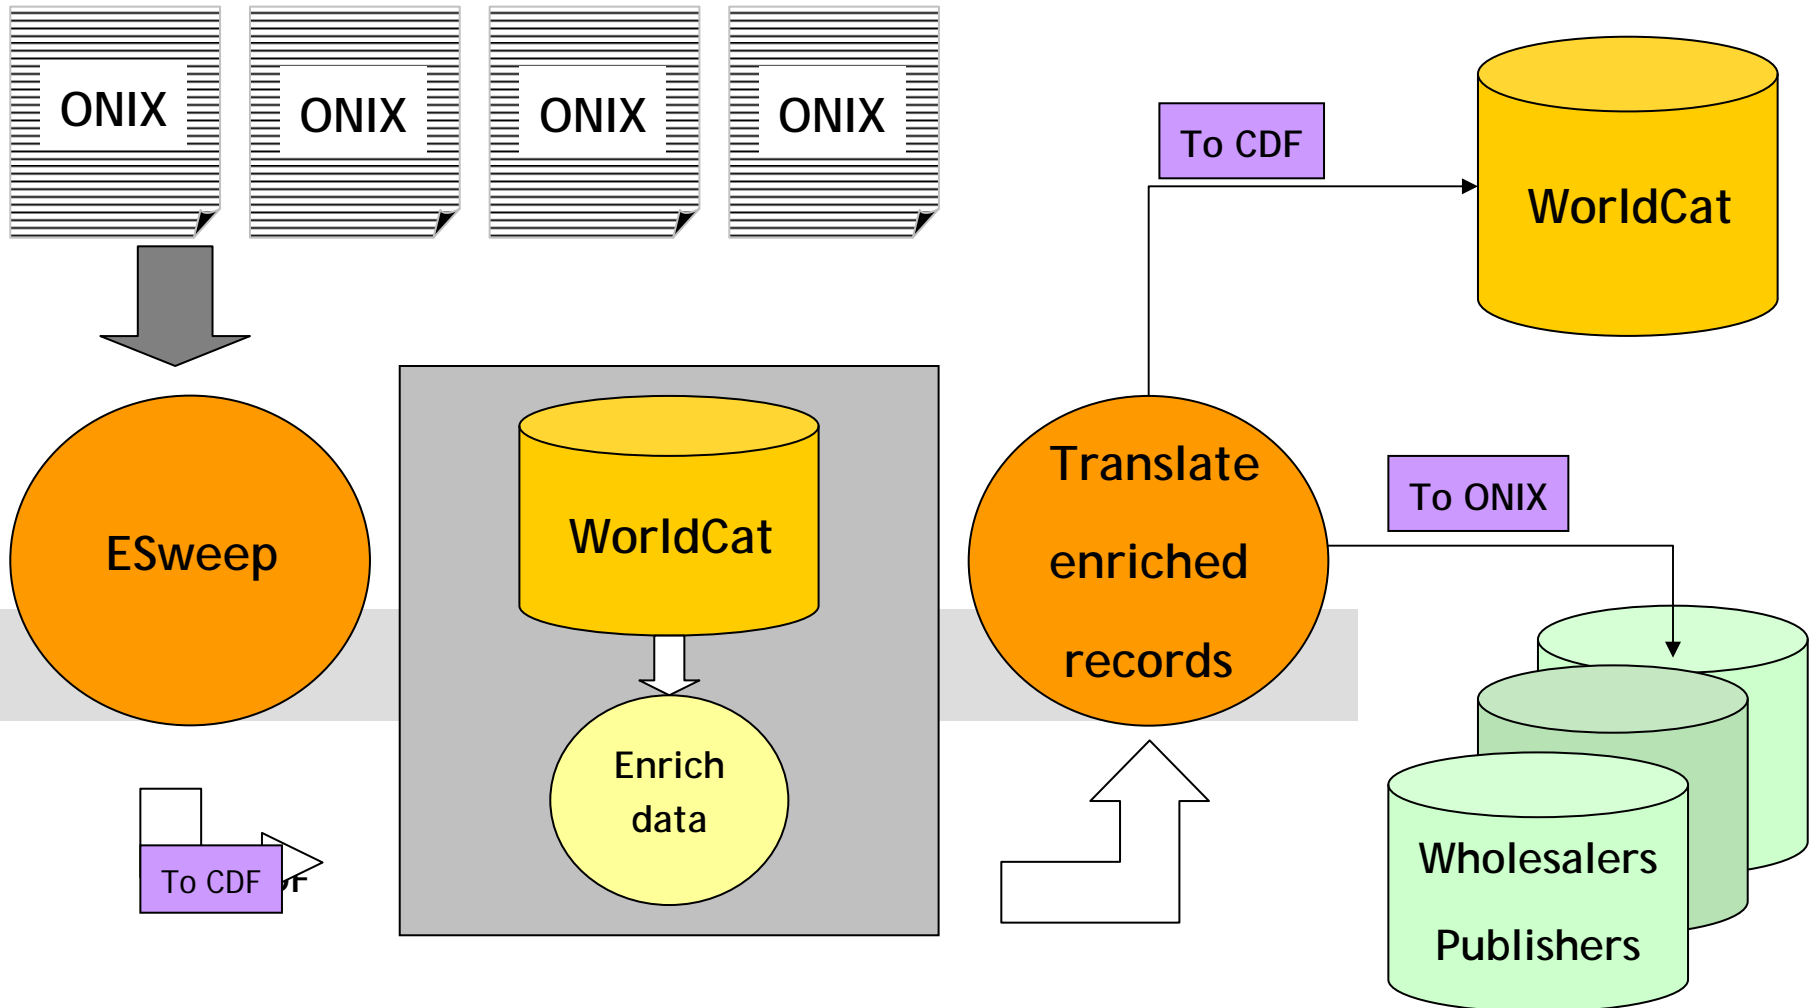 ONIX
ONIX
ONIX
ONIX
To CDF
WorldCat
ESweep
WorldCat
Enrich
data
Translate
enriched
records
To ONIX
To CDF
Wholesalers
Publishers